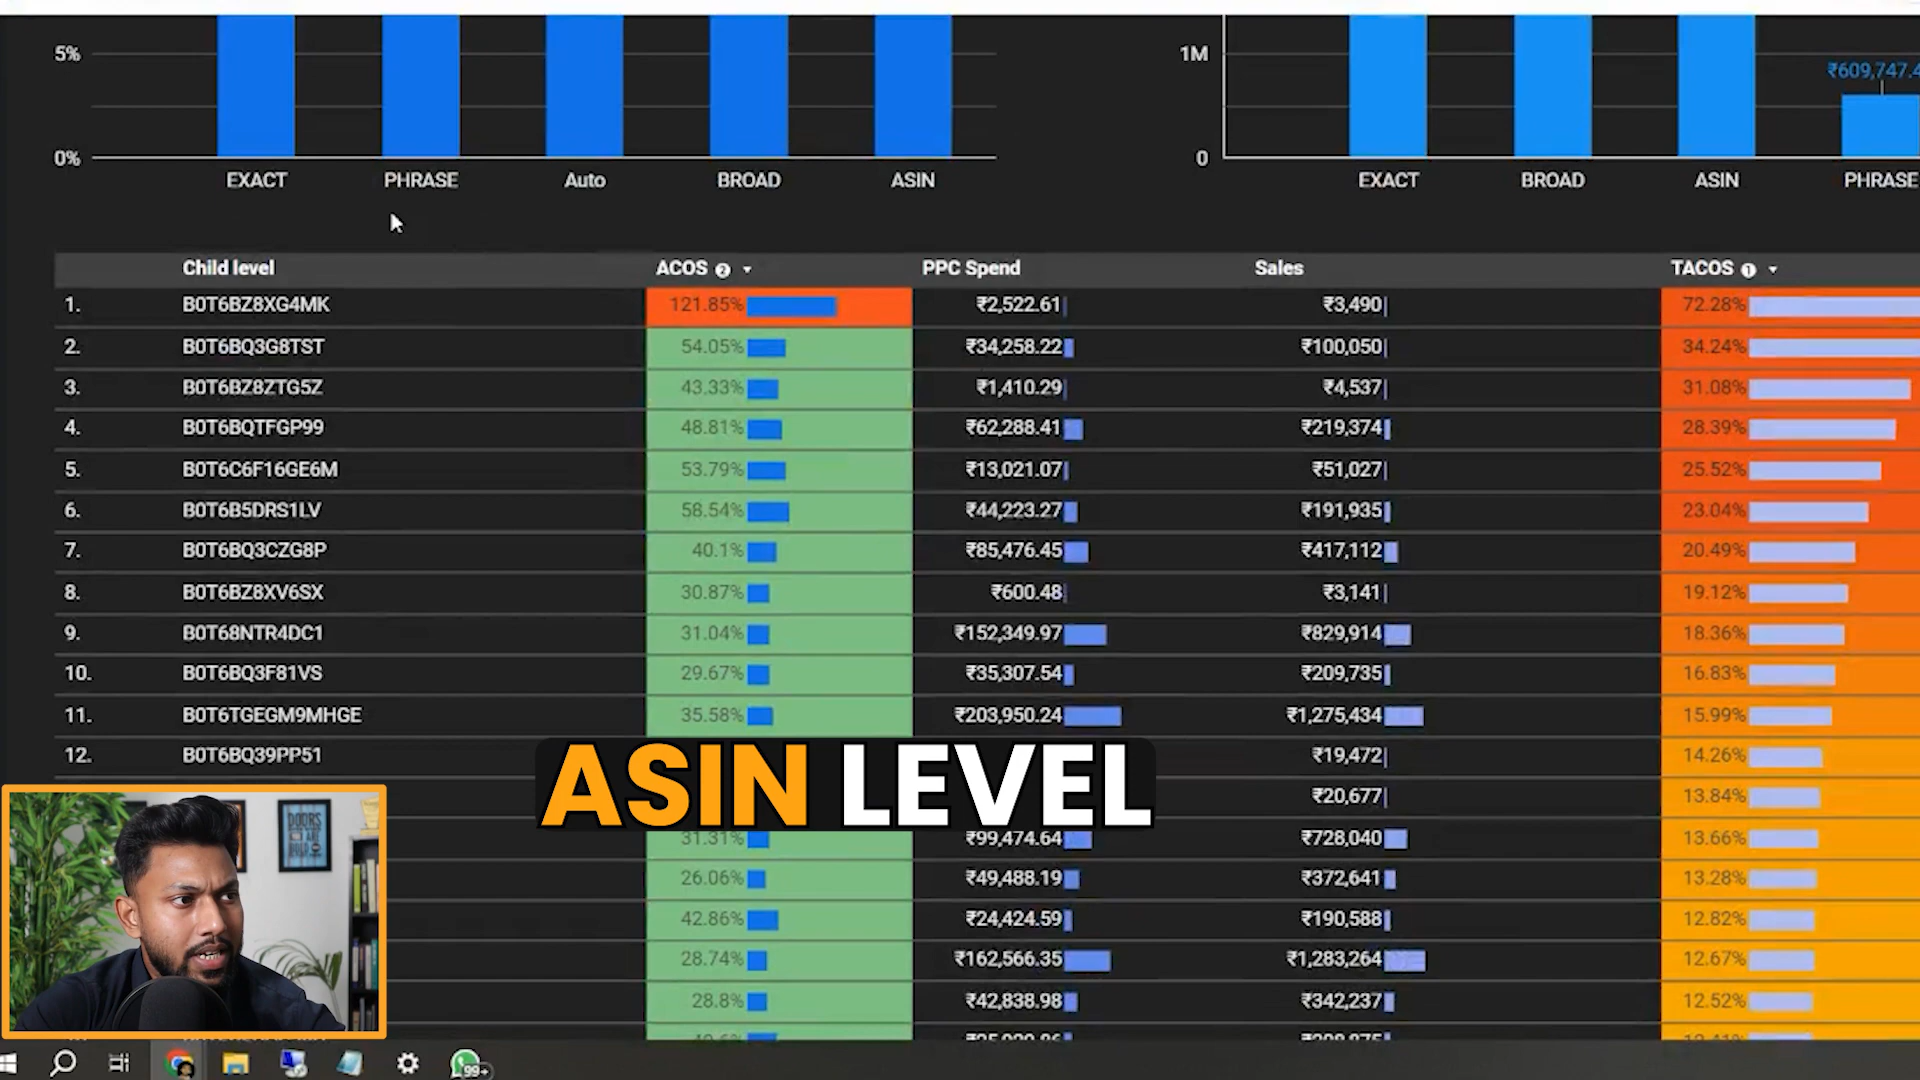 5%
0%
EXACT PHRASE Auto BROAD ASIN
1M
₹609,747.4
0
EXACT BROAD ASIN PHRASE
Child level ACOS 2 PPC Spend Sales TACOS 1
1. B0T6BZ8XG4MK 121.85% ₹2,522.61 ₹3,490 72.28%
2. B0T6BQ3G8TST 54.05% ₹34,258.22 ₹100,050 34.24%
3. B0T6BZ8ZTG5Z 43.33% ₹1,410.29 ₹4,537 31.08%
4. B0T6BQTFGP99 48.81% ₹62,288.41 ₹219,374 28.39%
5. B0T6C6F16GE6M 53.79% ₹13,021.07 ₹51,027 25.52%
6. B0T6B5DRS1LV 58.54% ₹44,223.27 ₹191,935 23.04%
7. B0T6BQ3CZG8P 40.1% ₹85,476.45 ₹417,112 20.49%
8. B0T6BZ8XV6SX 30.87% ₹600.48 ₹3,141 19.12%
9. B0T68NTR4DC1 31.04% ₹152,349.97 ₹829,914 18.36%
10. B0T6BQ3F81VS 29.67% ₹35,307.54 ₹209,735 16.83%
11. B0T6TGEGM9MHGE 35.58% ₹203,950.24 ₹1,275,434 15.99%
12. B0T6BQ39PP51 ₹19,472 14.26%
ASIN LEVEL
₹20,677 13.84%
31.31% ₹99,474.64 ₹728,040 13.66%
26.06% ₹49,488.19 ₹372,641 13.28%
42.86% ₹24,424.59 ₹190,588 12.82%
28.74% ₹162,566.35 ₹1,283,264 12.67%
28.8% ₹42,838.98 ₹342,237 12.52%
DOORS
BOLD
99+